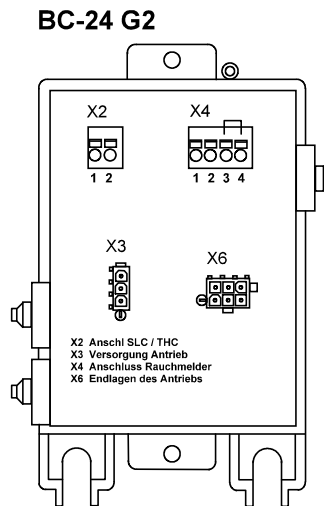 BC-24 G2
X2 X4
1 2 1 2 3 4
X3 X6
X2 Anschl SLC / THC
X3 Versorgung Antrieb
X4 Anschluss Rauchmelder
X6 Endlagen des Antriebs